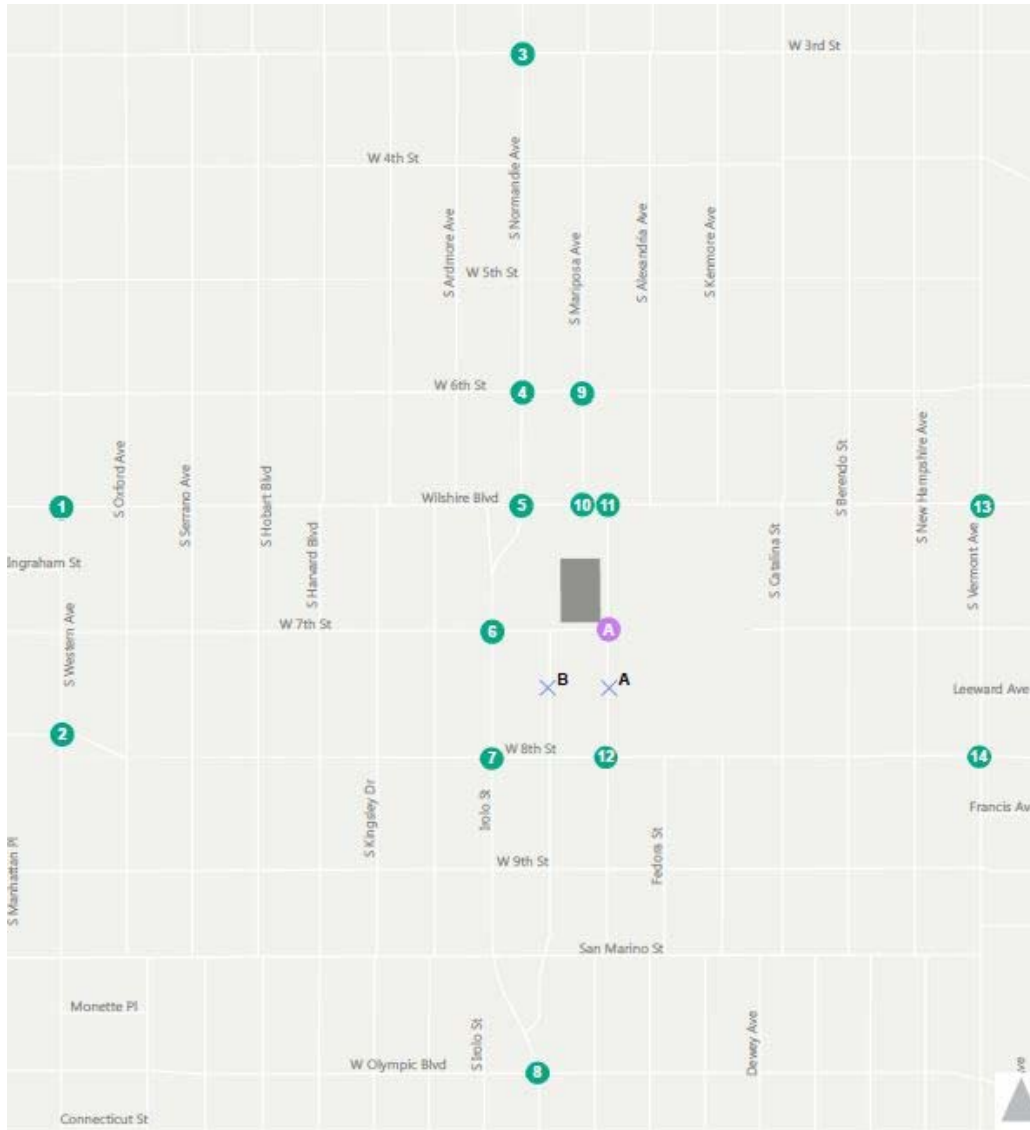 3
W 3rd St
W 4th St
S Normandie Ave
S Ardmore Ave
S Mariposa Ave
S Alexandria Ave
S Kenmore Ave
W 5th St
W 6th St
4
9
S Oxford Ave
S Serrano Ave
S Hobart Blvd
S Harvard Blvd
Wilshire Blvd
1
5
10
11
13
S Berendo St
S New Hampshire Ave
S Catalina St
S Vermont Ave
Ingraham St
S Western Ave
W 7th St
6
A
B
A
Leeward Ave
2
W 8th St
7
12
14
S Kingsley Dr
Irolo St
Fedora St
Francis Av
S Manhattan Pl
W 9th St
San Marino St
Monette Pl
S Irolo St
Dewey Ave
W Olympic Blvd
8
ve
Connecticut St